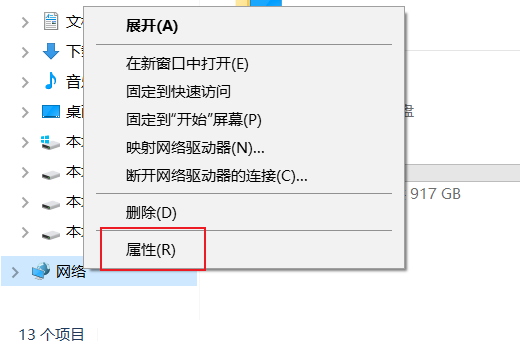 文
展开(A)
下
在新窗口中打开(E)
音
固定到快速访问
桌
固定到"开始"屏幕(P)
盘
本
映射网络驱动器(N)...
本
断开网络驱动器的连接(C)...
917 GB
本
删除(D)
本
属性(R)
网络
13 个项目